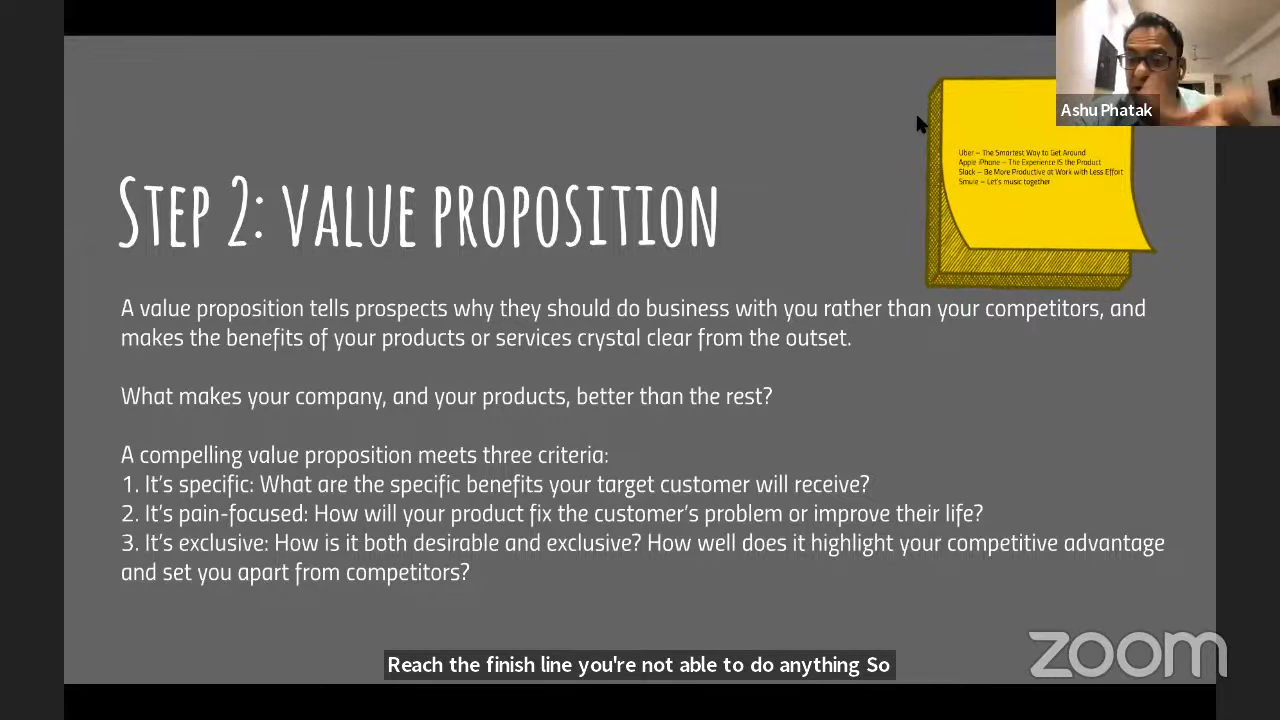 Ashu Phatak
Uber – The Smartest Way to Get Around
Apple iPhone – The Experience IS the Product
Slack – Be More Productive at Work with Less Effort
Smule – Let's music together
Step 2: value proposition
A value proposition tells prospects why they should do business with you rather than your competitors, and
makes the benefits of your products or services crystal clear from the outset.
What makes your company, and your products, better than the rest?
A compelling value proposition meets three criteria:
1. It's specific: What are the specific benefits your target customer will receive?
2. It's pain-focused: How will your product fix the customer's problem or improve their life?
3. It's exclusive: How is it both desirable and exclusive? How well does it highlight your competitive advantage
and set you apart from competitors?
zoom
Reach the finish line you're not able to do anything So